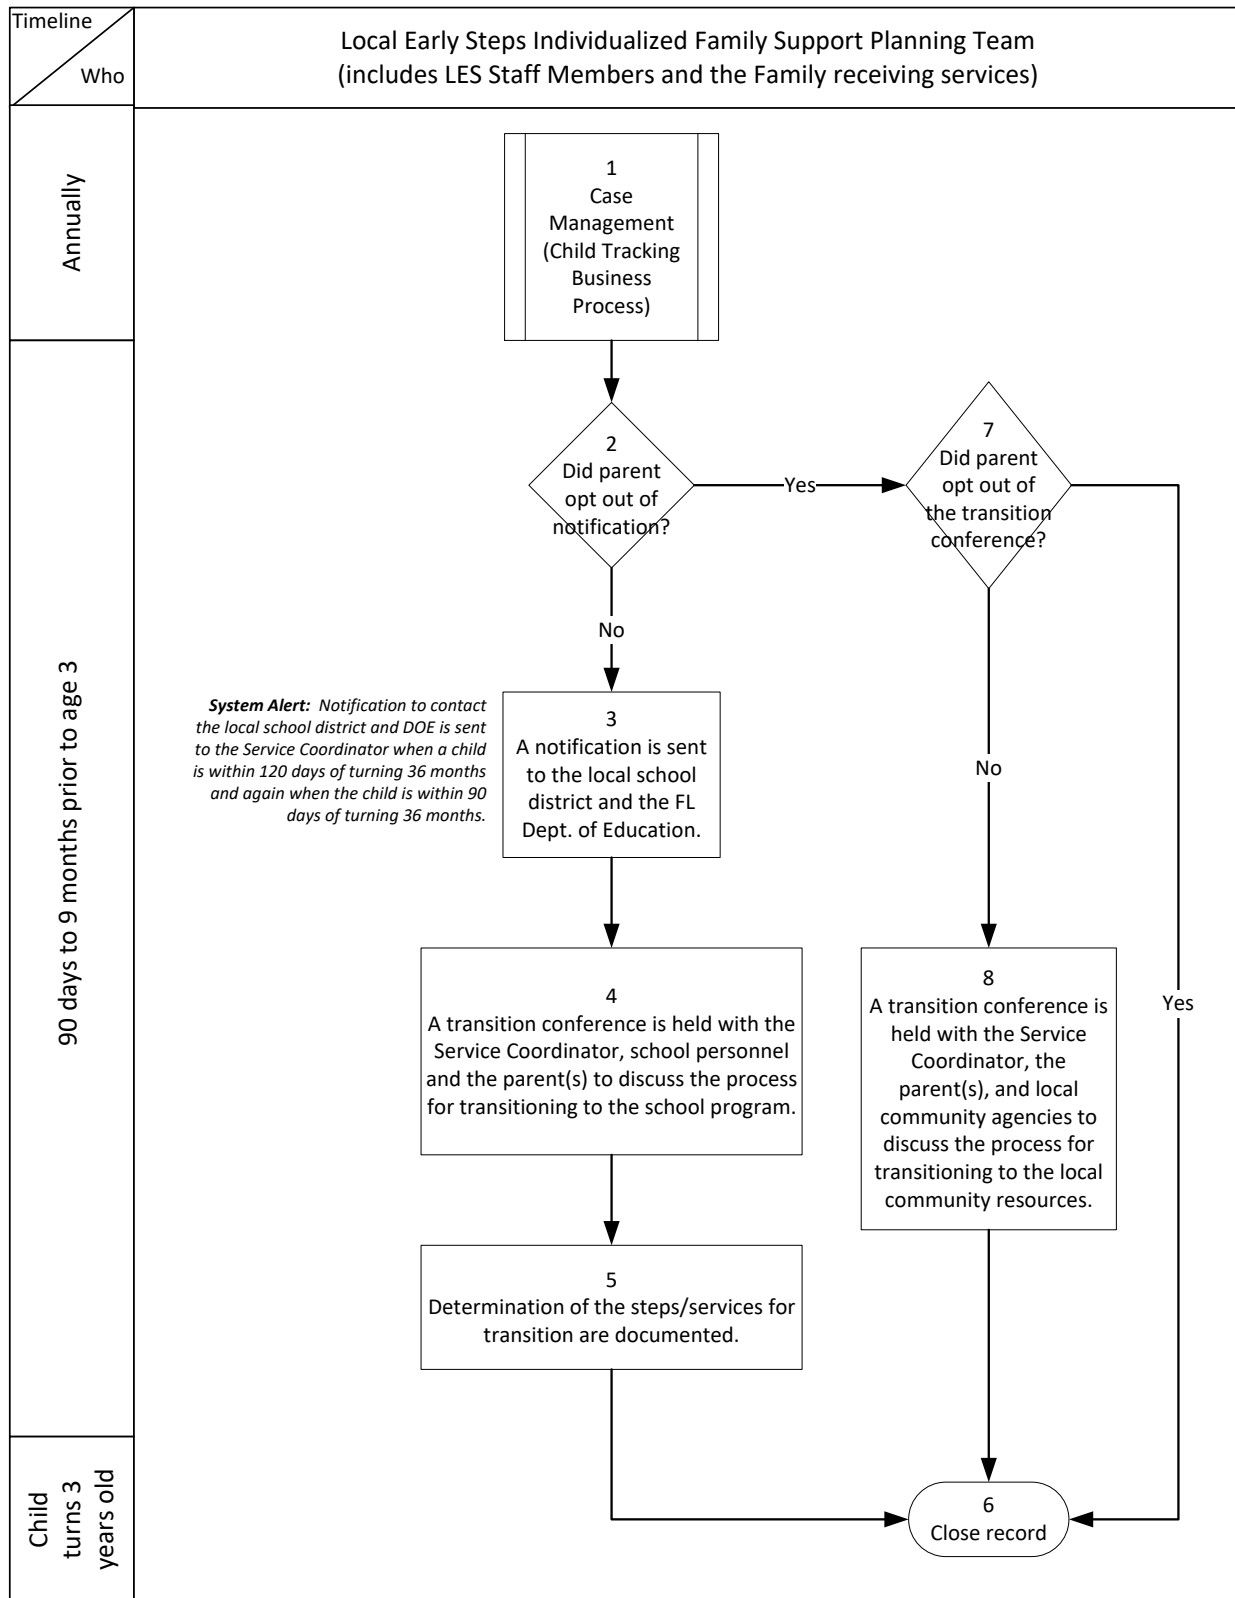 Timeline
Who
Local Early Steps Individualized Family Support Planning Team
(includes LES Staff Members and the Family receiving services)
Annually
1
Case
Management
(Child Tracking
Business
Process)
90 days to 9 months prior to age 3
2
Did parent
opt out of
notification?
Yes
7
Did parent
opt out of
the transition
conference?
No
System Alert: Notification to contact
the local school district and DOE is sent
to the Service Coordinator when a child
is within 120 days of turning 36 months
and again when the child is within 90
days of turning 36 months.
3
A notification is sent
to the local school
district and the FL
Dept. of Education.
No
4
A transition conference is held with the
Service Coordinator, school personnel
and the parent(s) to discuss the process
for transitioning to the school program.
8
A transition conference is
held with the Service
Coordinator, the
parent(s), and local
community agencies to
discuss the process for
transitioning to the local
community resources.
Yes
5
Determination of the steps/services for
transition are documented.
Child
turns 3
years old
6
Close record